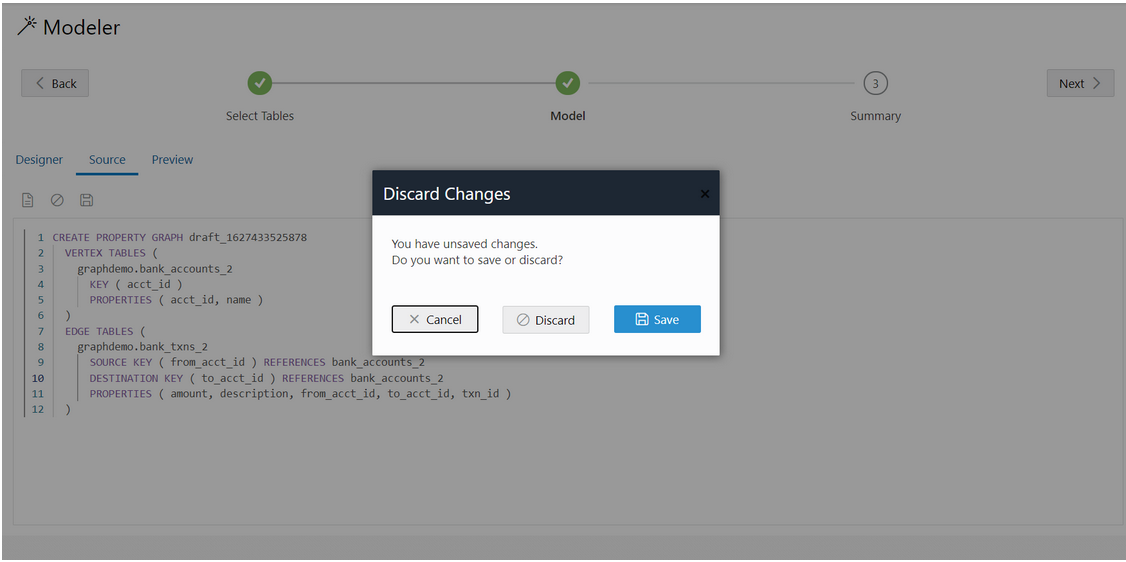 Modeler
Back
Next
3
Select Tables
Model
Summary
Designer
Source
Preview
Discard Changes
You have unsaved changes.
Do you want to save or discard?
Cancel
Discard
Save
1 CREATE PROPERTY GRAPH draft_1627433525878
2 VERTEX TABLES (
3 graphdemo.bank_accounts_2
4 KEY ( acct_id )
5 PROPERTIES ( acct_id, name )
6 )
7 EDGE TABLES (
8 graphdemo.bank_txns_2
9 SOURCE KEY ( from_acct_id ) REFERENCES bank_accounts_2
10 DESTINATION KEY ( to_acct_id ) REFERENCES bank_accounts_2
11 PROPERTIES ( amount, description, from_acct_id, to_acct_id, txn_id )
12 )